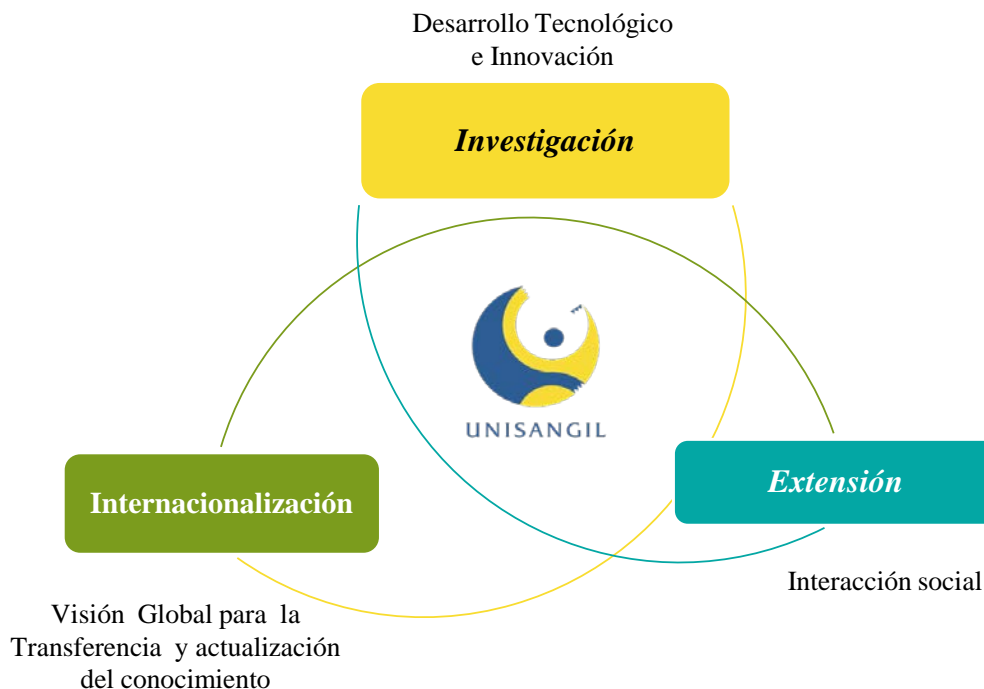 Desarrollo Tecnológico
e Innovación
Investigación
UNISANGIL
Internacionalización
Extensión
Interacción social
Visión Global para la
Transferencia y actualización
del conocimiento